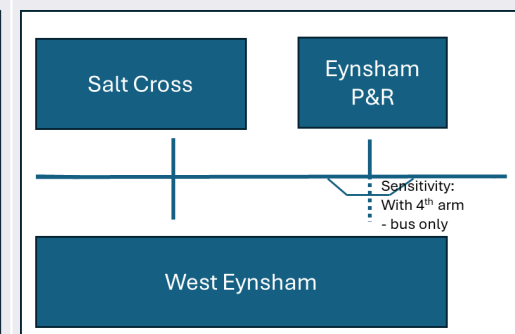 Salt Cross
Eynsham
P&R
Sensitivity:
With 4th arm
- bus only
West Eynsham